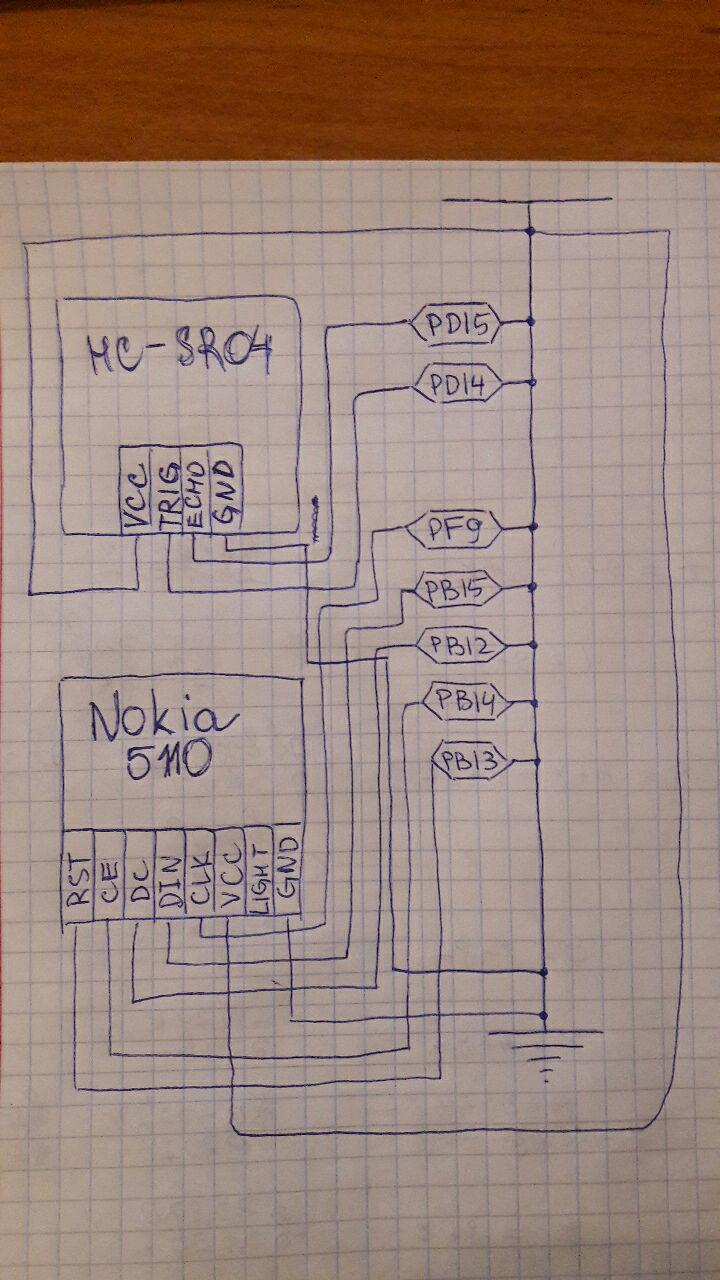 HC-SR04
VCC
TRIG
ECHO
GND
PD15
PD14
PF9
PB15
PB12
PB14
PB13
Nokia
5110
RST
CE
DC
DIN
CLK
VCC
LIGHT
GND